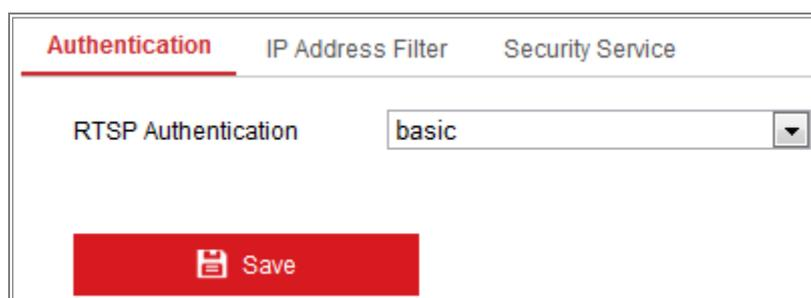 Authentication IP Address Filter Security Service
RTSP Authentication basic
Save